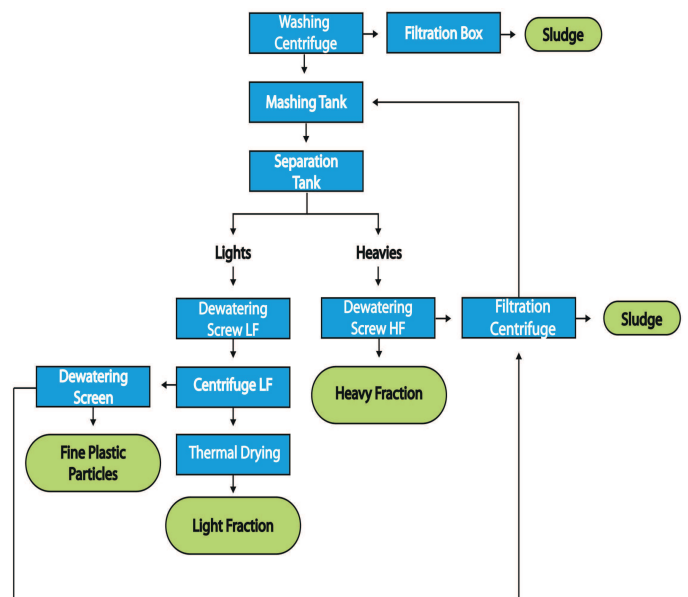 Washing
Centrifuge
Filtration Box
Sludge
Mashing Tank
Separation
Tank
Lights
Heavies
Dewatering
Screw LF
Dewatering
Screw HF
Filtration
Centrifuge
Sludge
Dewatering
Screen
Centrifuge LF
Heavy Fraction
Fine Plastic
Particles
Thermal Drying
Light Fraction